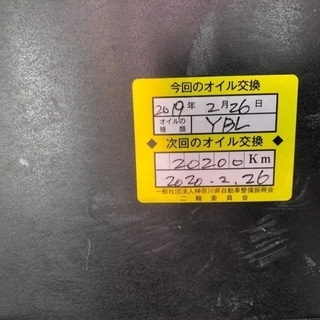 今回のオイル交換
2019年2月26日
オイルの種類 YBL
◆次回のオイル交換◆
20200Km
2020.2.26
一般社団法人神奈川県自動車整備振興会
二輪委員会